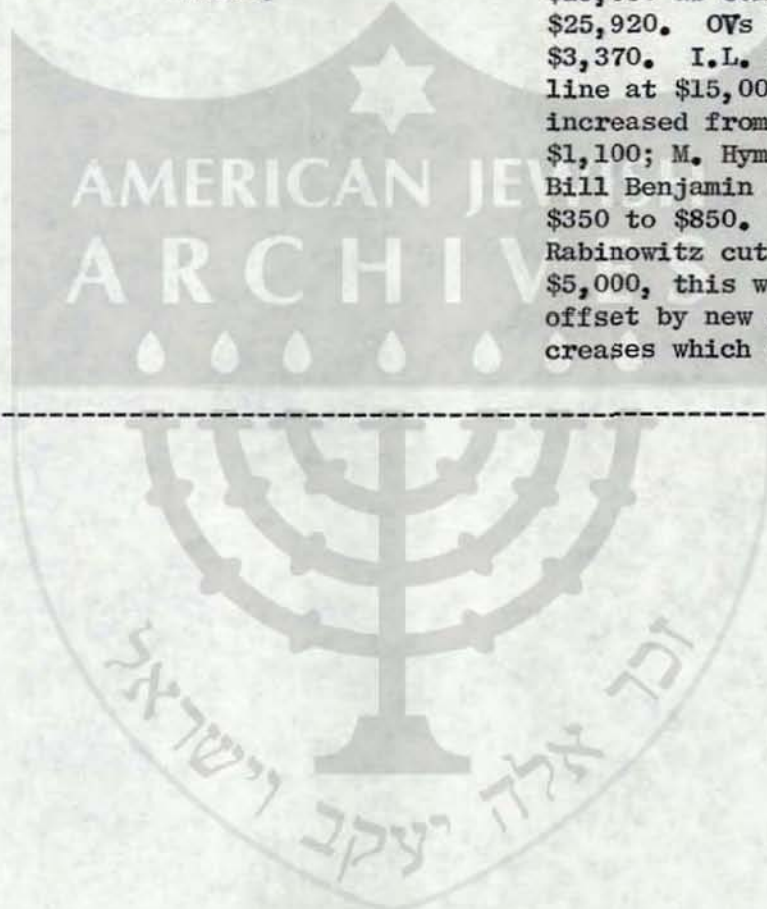 $25,920. OVs
$3,370. I.L.
line at $15,00
increased from
$1,100; M. Hym
Bill Benjamin
$350 to $850.
Rabinowitz cut
$5,000, this w
offset by new
creases which
AMERICAN JEWISH
ARCHIVES
זכר אלה יעקב וישראל